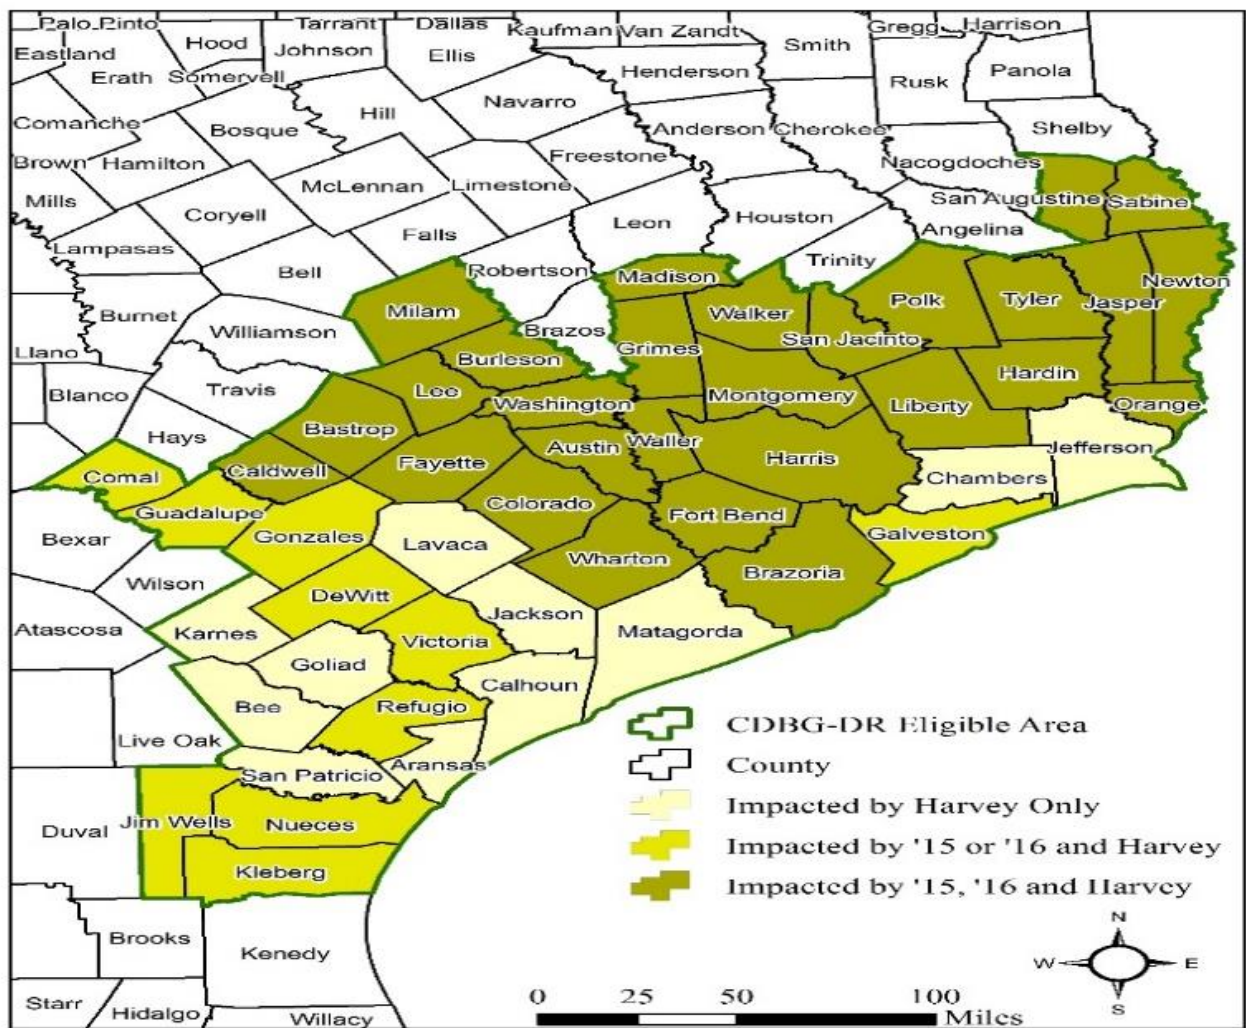 Palo Pinto
Tarrant
Dallas
Kaufman
Van Zandt
Gregg
Harrison
Eastland
Hood
Johnson
Ellis
Smith
Erath
Somervell
Henderson
Rusk
Panola
Comanche
Bosque
Hill
Navarro
Anderson
Cherokee
Shelby
Brown
Hamilton
McLennan
Limestone
Freestone
Nacogdoches
Mills
Coryell
Falls
Leon
Houston
San Augustine
Sabine
Lampasas
Bell
Robertson
Madison
Trinity
Angelina
Newton
Burnet
Milam
Williamson
Brazos
Walker
Polk
Tyler
Jasper
Llano
Burleson
Grimes
San Jacinto
Blanco
Travis
Lee
Washington
Montgomery
Liberty
Hardin
Orange
Hays
Bastrop
Austin
Waller
Harris
Jefferson
Comal
Caldwell
Fayette
Colorado
Chambers
Guadalupe
Fort Bend
Galveston
Bexar
Gonzales
Lavaca
Wharton
Brazoria
Wilson
DeWitt
Jackson
Atascosa
Karnes
Victoria
Matagorda
Goliad
Calhoun
Bee
Refugio
Live Oak
San Patricio
Aransas
Duval
Jim Wells
Nueces
Kleberg
Brooks
Kenedy
Starr
Hidalgo
Willacy
CDBG-DR Eligible Area
County
Impacted by Harvey Only
Impacted by '15 or '16 and Harvey
Impacted by '15, '16 and Harvey
N
W E
S
0 25 50 100
Miles